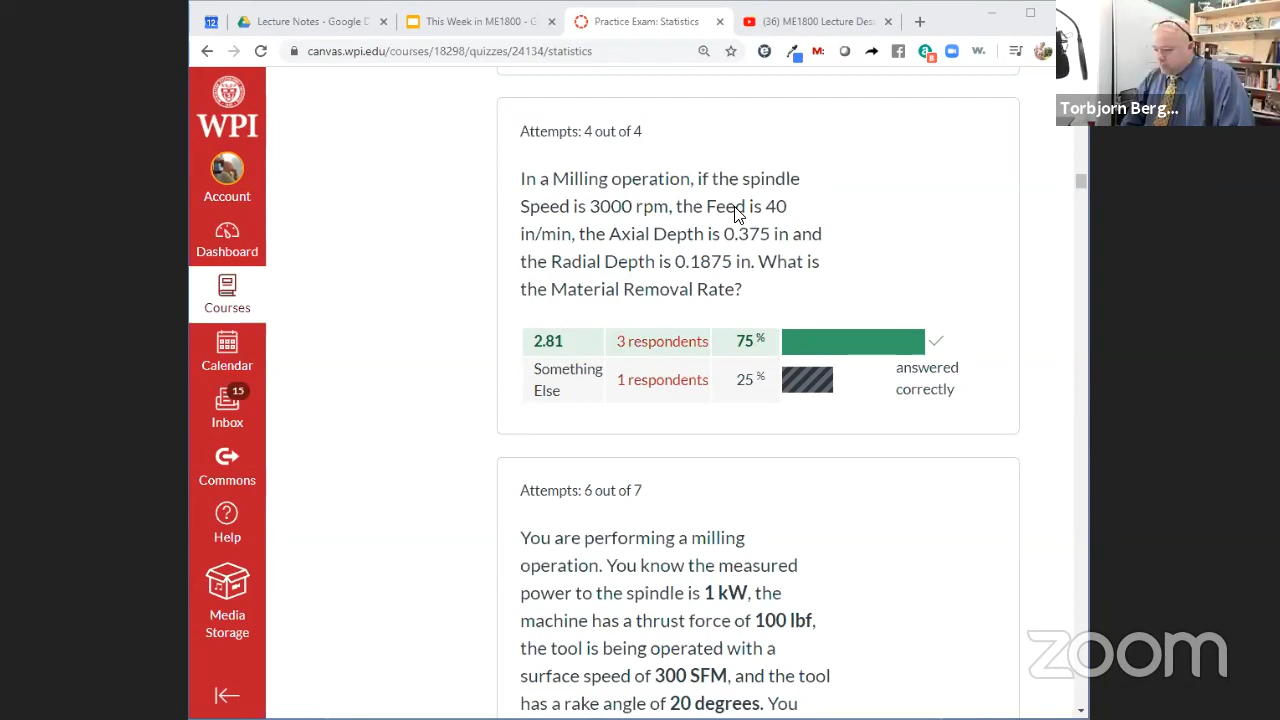 12
Lecture Notes - Google D
This Week in ME1800 - G
Practice Exam: Statistics
(36) ME1800 Lecture Des
canvas.wpi.edu/courses/18298/quizzes/24134/statistics
M:
a
8
w.
WPI
Account
Dashboard
Courses
Calendar
15
Inbox
Commons
Help
Media
Storage
Torbjorn Berg...
Attempts: 4 out of 4
In a Milling operation, if the spindle
Speed is 3000 rpm, the Feed is 40
in/min, the Axial Depth is 0.375 in and
the Radial Depth is 0.1875 in. What is
the Material Removal Rate?
2.81 3 respondents 75 %
Something
Else 1 respondents 25 %
answered
correctly
Attempts: 6 out of 7
You are performing a milling
operation. You know the measured
power to the spindle is 1 kW, the
machine has a thrust force of 100 lbf,
the tool is being operated with a
surface speed of 300 SFM, and the tool
has a rake angle of 20 degrees. You
zoom